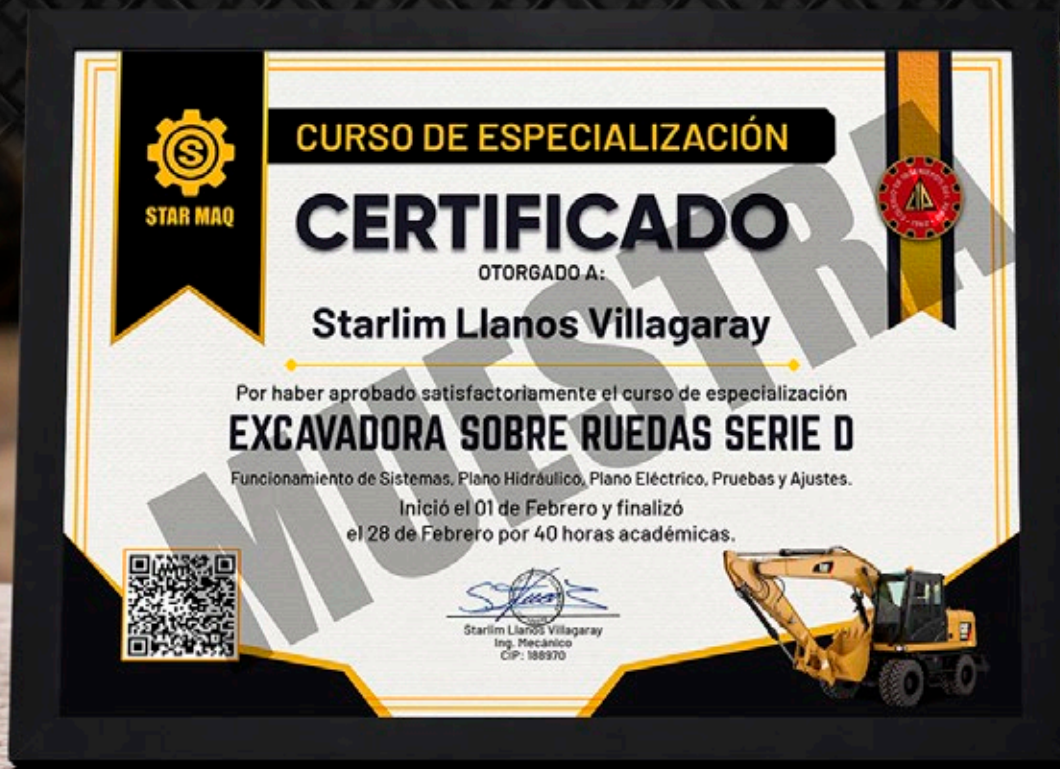 CURSO DE ESPECIALIZACIÓN
STAR MAQ
CERTIFICADO
OTORGADO A:
Starlim Llanos Villagaray
Por haber aprobado satisfactoriamente el curso de especialización
EXCAVADORA SOBRE RUEDAS SERIE D
Funcionamiento de Sistemas, Plano Hidráulico, Plano Eléctrico, Pruebas y Ajustes.
Inició el 01 de Febrero y finalizó
el 28 de Febrero por 40 horas académicas.
MUESTRA
Starlim Llanos Villagaray
Ing. Mecánico
CIP: 188970